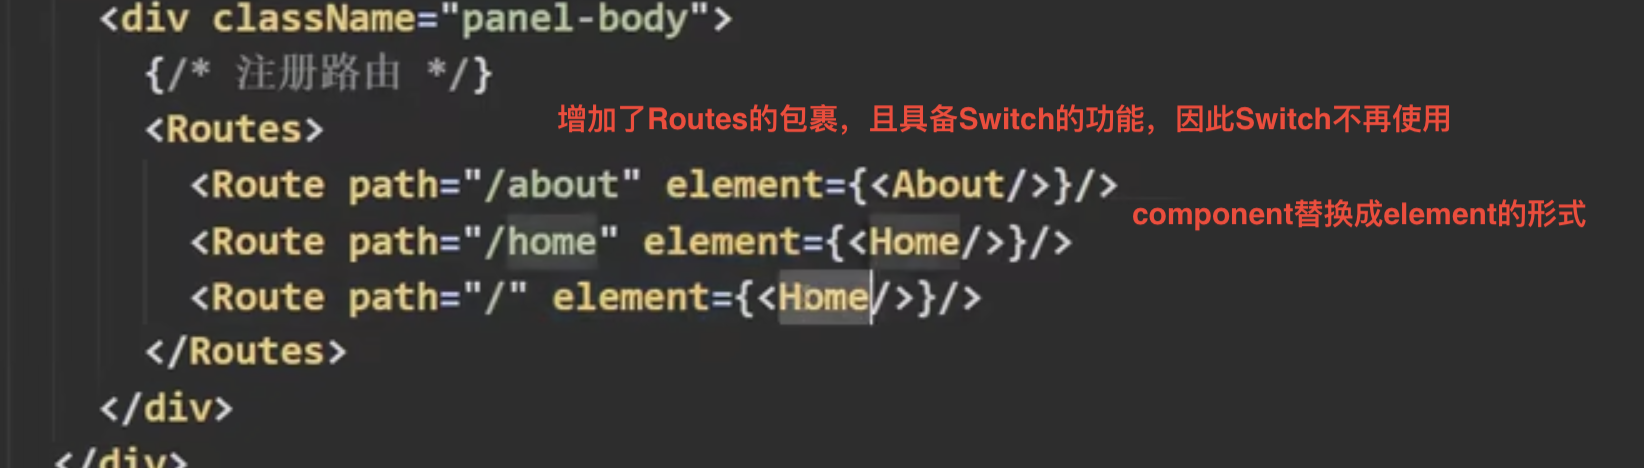 <div className="panel-body">
{/* 注册路由 */}
<Routes>
增加了Routes的包裹，且具备Switch的功能，因此Switch不再使用
<Route path="/about" element={<About/>}/>
component替换成element的形式
<Route path="/home" element={<Home/>}/>
<Route path="/" element={<Home/>}/>
</Routes>
</div>
</div>